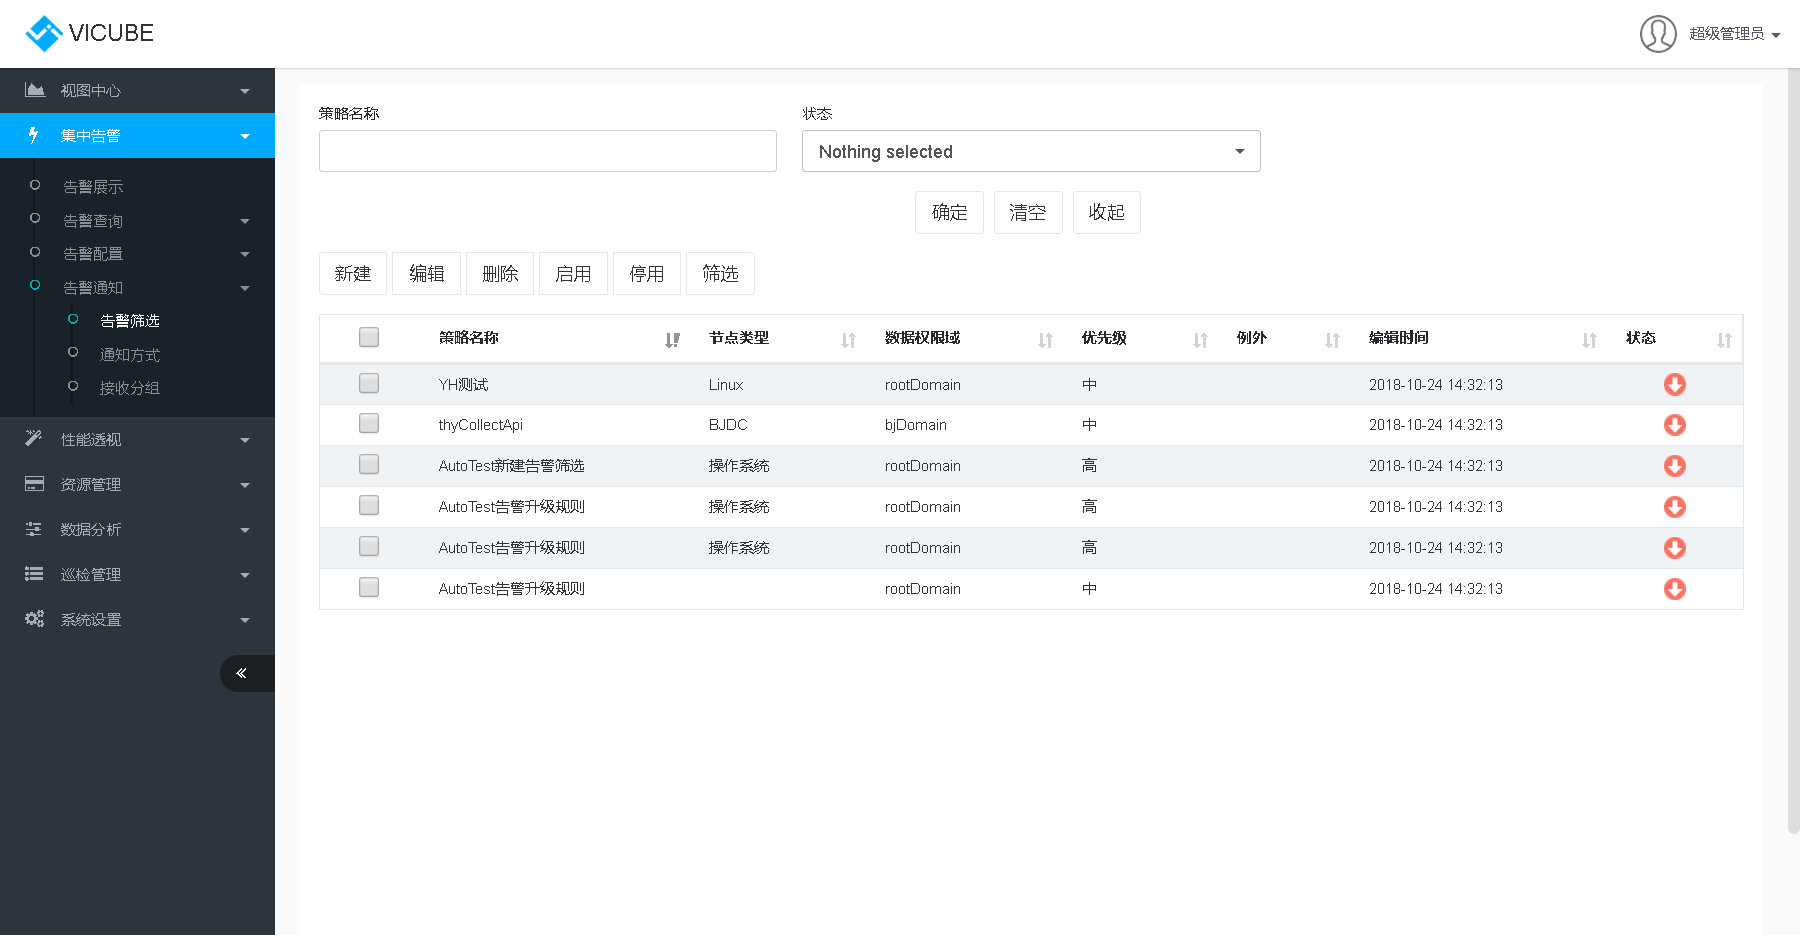 VICUBE
超级管理员
视图中心
集中告警
告警展示
告警查询
告警配置
告警通知
告警筛选
通知方式
接收分组
性能透视
资源管理
数据分析
巡检管理
系统设置
策略名称 状态
Nothing selected
确定 清空 收起
新建 编辑 删除 启用 停用 筛选
策略名称 节点类型 数据权限域 优先级 例外 编辑时间 状态
YH测试 Linux rootDomain 中 2018-10-24 14:32:13
thyCollectApi BJDC bjDomain 中 2018-10-24 14:32:13
AutoTest新建告警筛选 操作系统 rootDomain 高 2018-10-24 14:32:13
AutoTest告警升级规则 操作系统 rootDomain 高 2018-10-24 14:32:13
AutoTest告警升级规则 操作系统 rootDomain 高 2018-10-24 14:32:13
AutoTest告警升级规则 rootDomain 中 2018-10-24 14:32:13